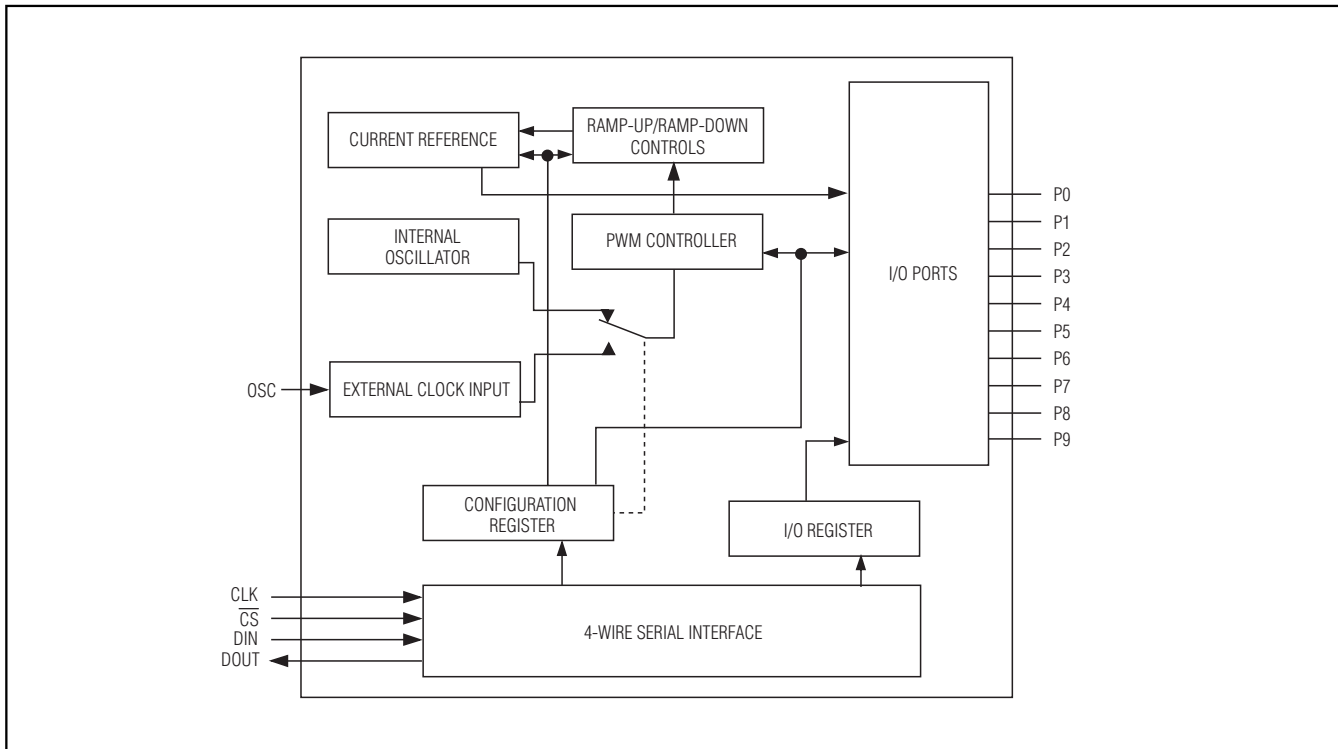 CURRENT REFERENCE
RAMP-UP/RAMP-DOWN
CONTROLS
INTERNAL
OSCILLATOR
PWM CONTROLLER
I/O PORTS
P0
P1
P2
P3
P4
P5
P6
P7
P8
P9
OSC
EXTERNAL CLOCK INPUT
CONFIGURATION
REGISTER
I/O REGISTER
CLK
C̅S̅
DIN
DOUT
4-WIRE SERIAL INTERFACE